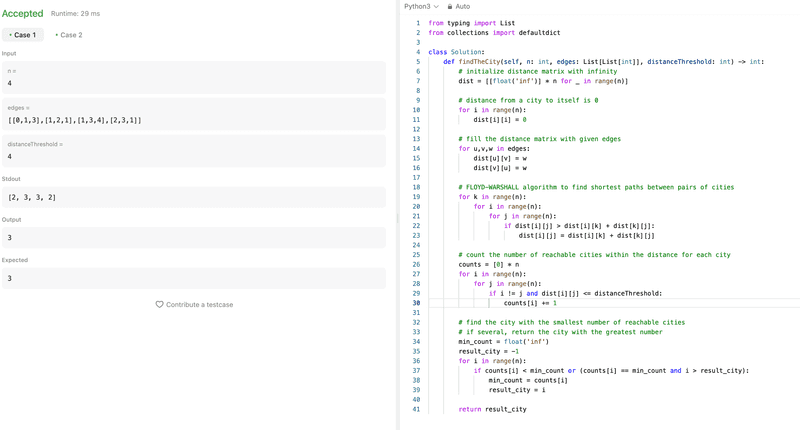 Accepted Runtime: 29 ms
• Case 1 • Case 2
Input
n =
4
edges =
[[0,1,3],[1,2,1],[1,3,4],[2,3,1]]
distanceThreshold =
4
Stdout
[2, 3, 3, 2]
Output
3
Expected
3
Contribute a testcase
Python3 Auto
1 from typing import List
2 from collections import defaultdict
3
4 class Solution:
5 def findTheCity(self, n: int, edges: List[List[int]], distanceThreshold: int) -> int:
6 # initialize distance matrix with infinity
7 dist = [[float('inf')] * n for _ in range(n)]
8
9 # distance from a city to itself is 0
10 for i in range(n):
11 dist[i][i] = 0
12
13 # fill the distance matrix with given edges
14 for u,v,w in edges:
15 dist[u][v] = w
16 dist[v][u] = w
17
18 # FLOYD-WARSHALL algorithm to find shortest paths between pairs of cities
19 for k in range(n):
20 for i in range(n):
21 for j in range(n):
22 if dist[i][j] > dist[i][k] + dist[k][j]:
23 dist[i][j] = dist[i][k] + dist[k][j]
24
25 # count the number of reachable cities within the distance for each city
26 counts = [0] * n
27 for i in range(n):
28 for j in range(n):
29 if i != j and dist[i][j] <= distanceThreshold:
30 counts[i] += 1
31
32 # find the city with the smallest number of reachable cities
33 # if several, return the city with the greatest number
34 min_count = float('inf')
35 result_city = -1
36 for i in range(n):
37 if counts[i] < min_count or (counts[i] == min_count and i > result_city):
38 min_count = counts[i]
39 result_city = i
40
41 return result_city